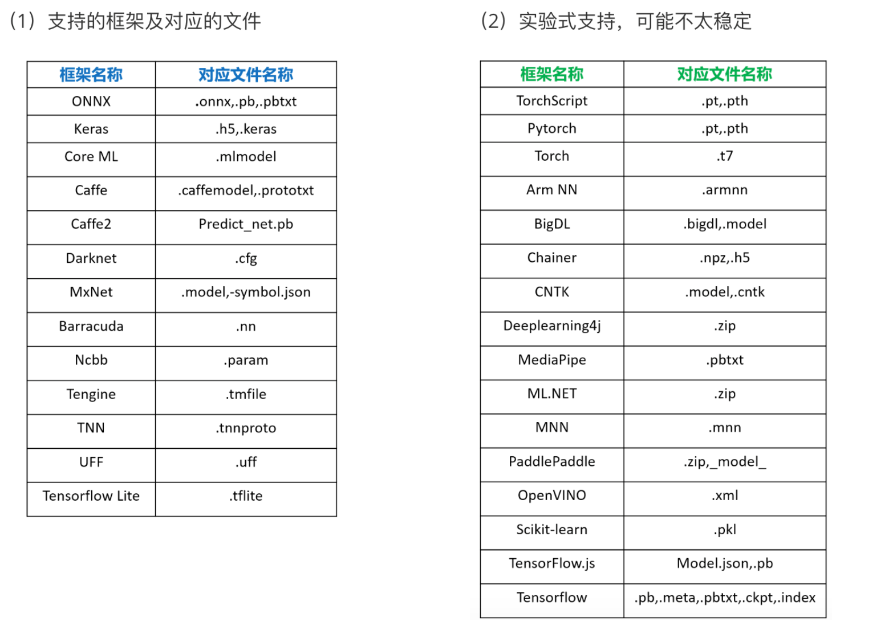 （1）支持的框架及对应的文件
框架名称 对应文件名称
ONNX .onnx,.pb,.pbtxt
Keras .h5,.keras
Core ML .mlmodel
Caffe .caffemodel,.prototxt
Caffe2 Predict_net.pb
Darknet .cfg
MxNet .model,-symbol.json
Barracuda .nn
Ncbb .param
Tengine .tmfile
TNN .tnnproto
UFF .uff
Tensorflow Lite .tflite
（2）实验式支持，可能不太稳定
框架名称 对应文件名称
TorchScript .pt,.pth
Pytorch .pt,.pth
Torch .t7
Arm NN .armnn
BigDL .bigdl,.model
Chainer .npz,.h5
CNTK .model,.cntk
Deeplearning4j .zip
MediaPipe .pbtxt
ML.NET .zip
MNN .mnn
PaddlePaddle .zip,_model_
OpenVINO .xml
Scikit-learn .pkl
TensorFlow.js Model.json,.pb
Tensorflow .pb,.meta,.pbtxt,.ckpt,.index